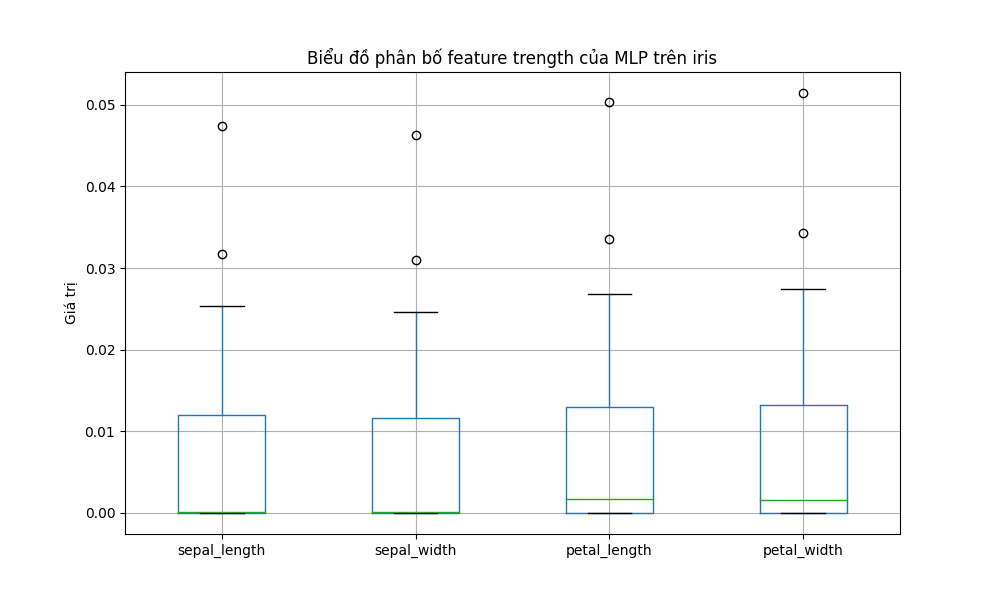 Biểu đồ phân bố feature trength của MLP trên iris
Giá trị
0.05
0.04
0.03
0.02
0.01
0.00
sepal_length
sepal_width
petal_length
petal_width